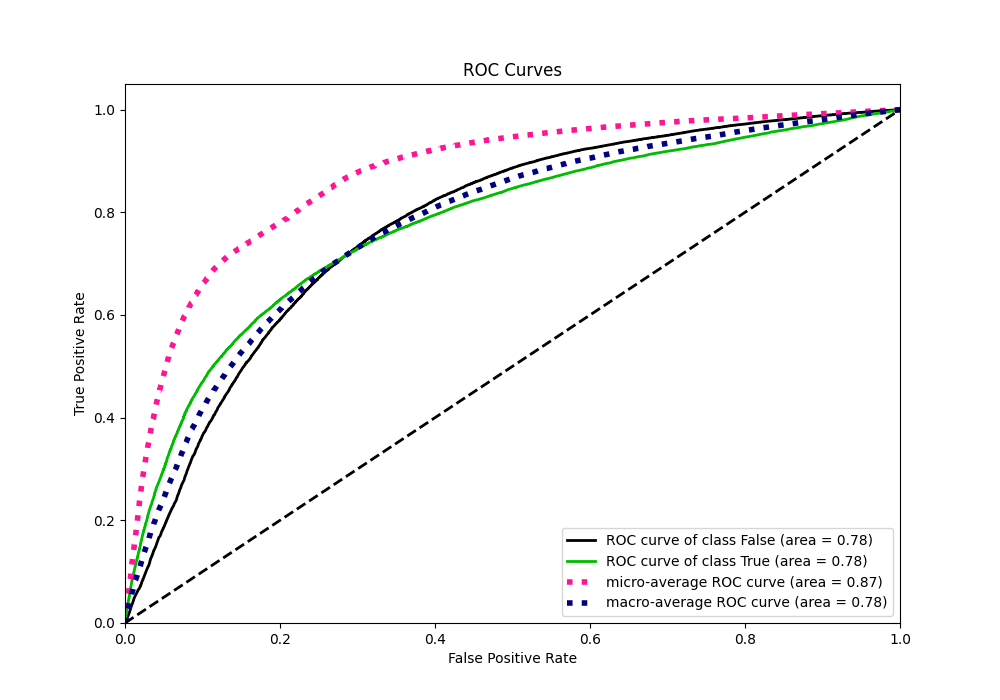 ROC Curves
True Positive Rate
1.0
0.8
0.6
0.4
0.2
0.0
0.0 0.2 0.4 0.6 0.8 1.0
False Positive Rate
ROC curve of class False (area = 0.78)
ROC curve of class True (area = 0.78)
micro-average ROC curve (area = 0.87)
macro-average ROC curve (area = 0.78)